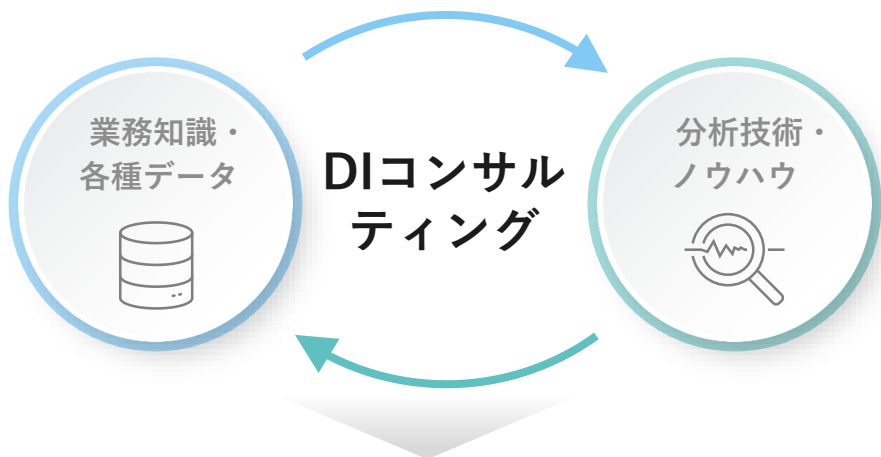 業務知識・
各種データ
DIコンサル
ティング
分析技術・
ノウハウ